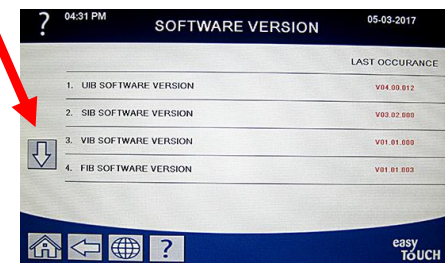 ?
04:31 PM
SOFTWARE VERSION
05-03-2017
LAST OCCURANCE
1. UIB SOFTWARE VERSION V04.00.012
2. SIB SOFTWARE VERSION V03.02.000
3. VIB SOFTWARE VERSION V01.01.000
4. FIB SOFTWARE VERSION V01.01.003
?
easy
TOUCH